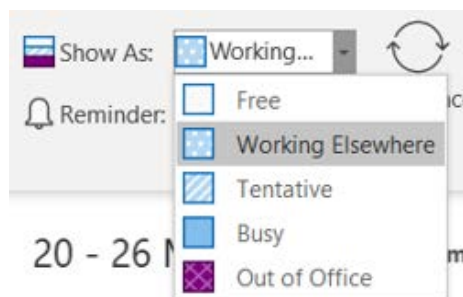 Show As: Working...
Reminder:
Free
Working Elsewhere
Tentative
Busy
20 - 26
Out of Office